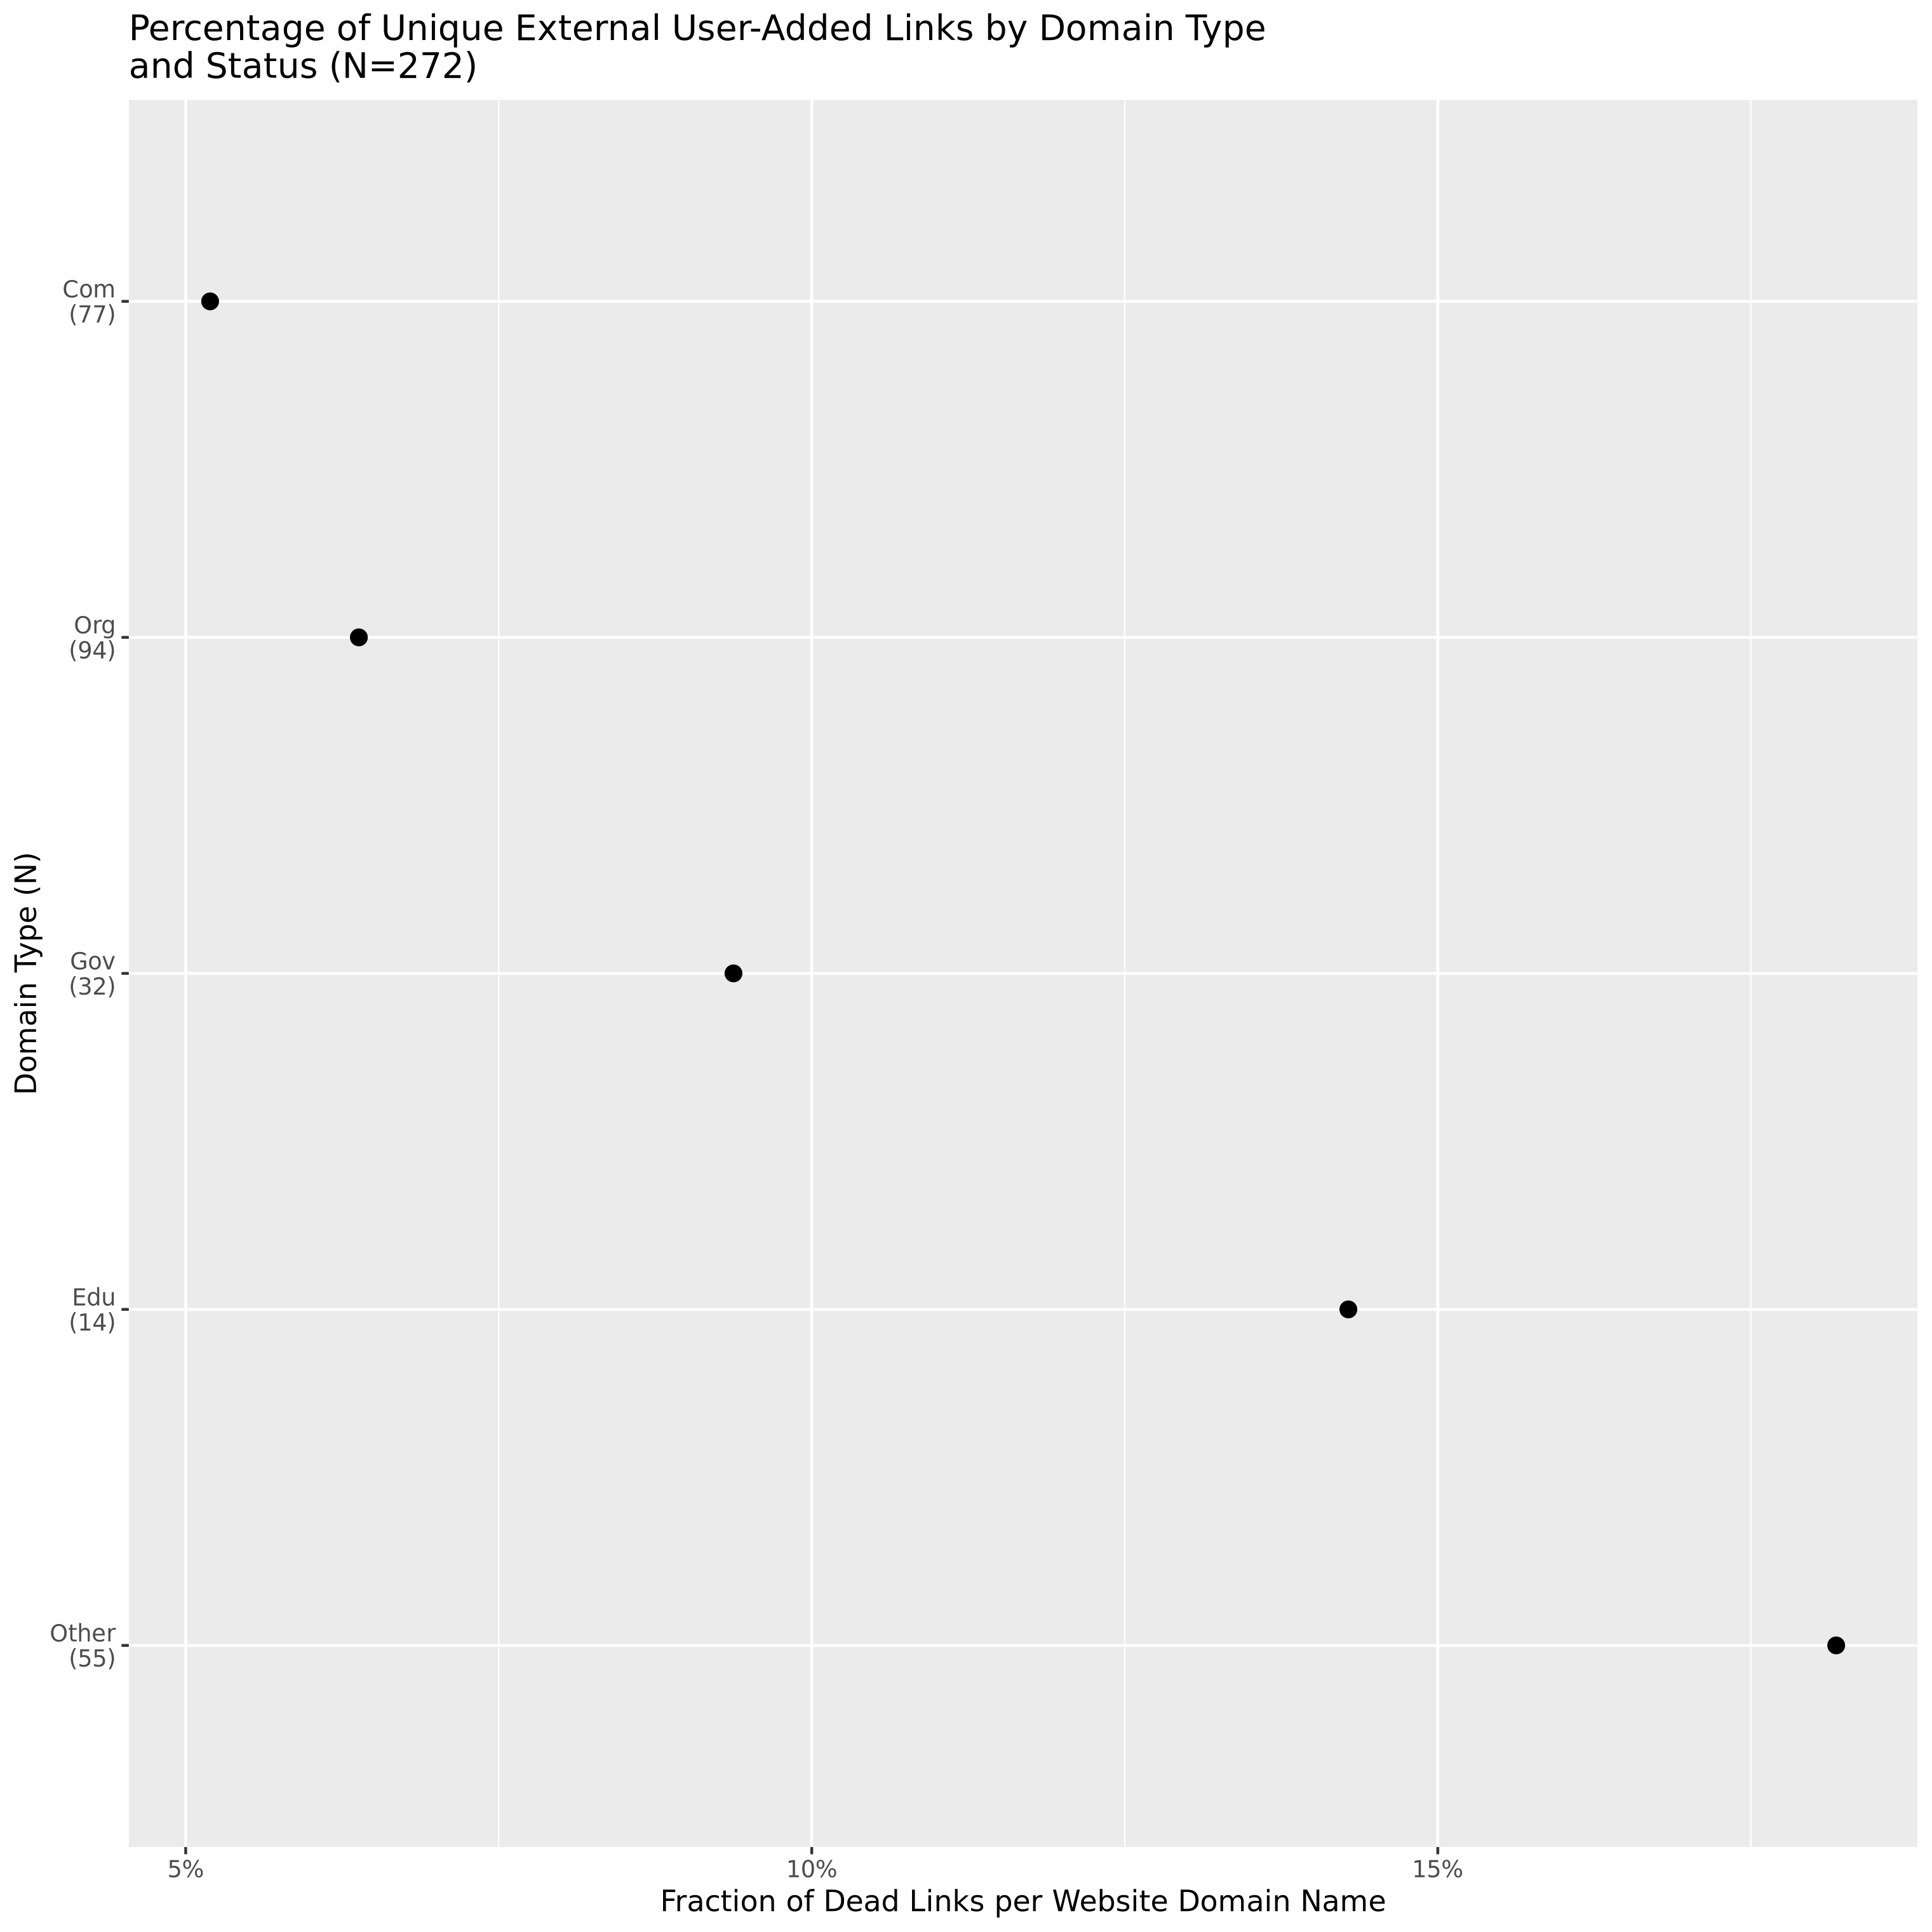 Percentage of Unique External User-Added Links by Domain Type
and Status (N=272)
Domain Type (N)
Com
(77)
Org
(94)
Gov
(32)
Edu
(14)
Other
(55)
5%
10%
15%
Fraction of Dead Links per Website Domain Name